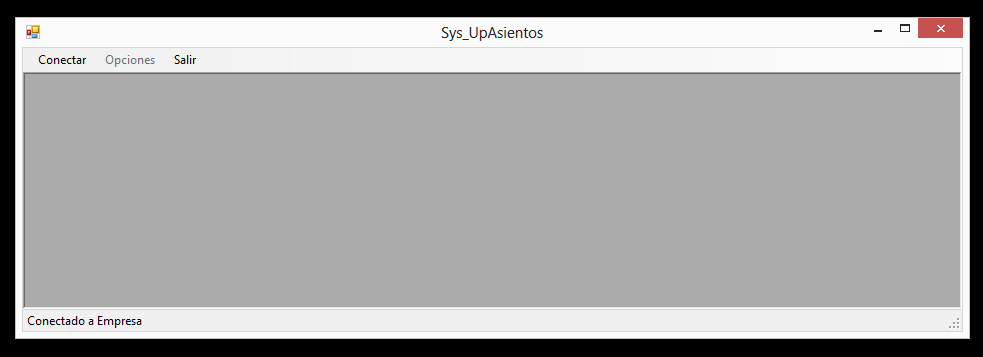 Sys_UpAsientos
Conectar Opciones Salir
Conectado a Empresa